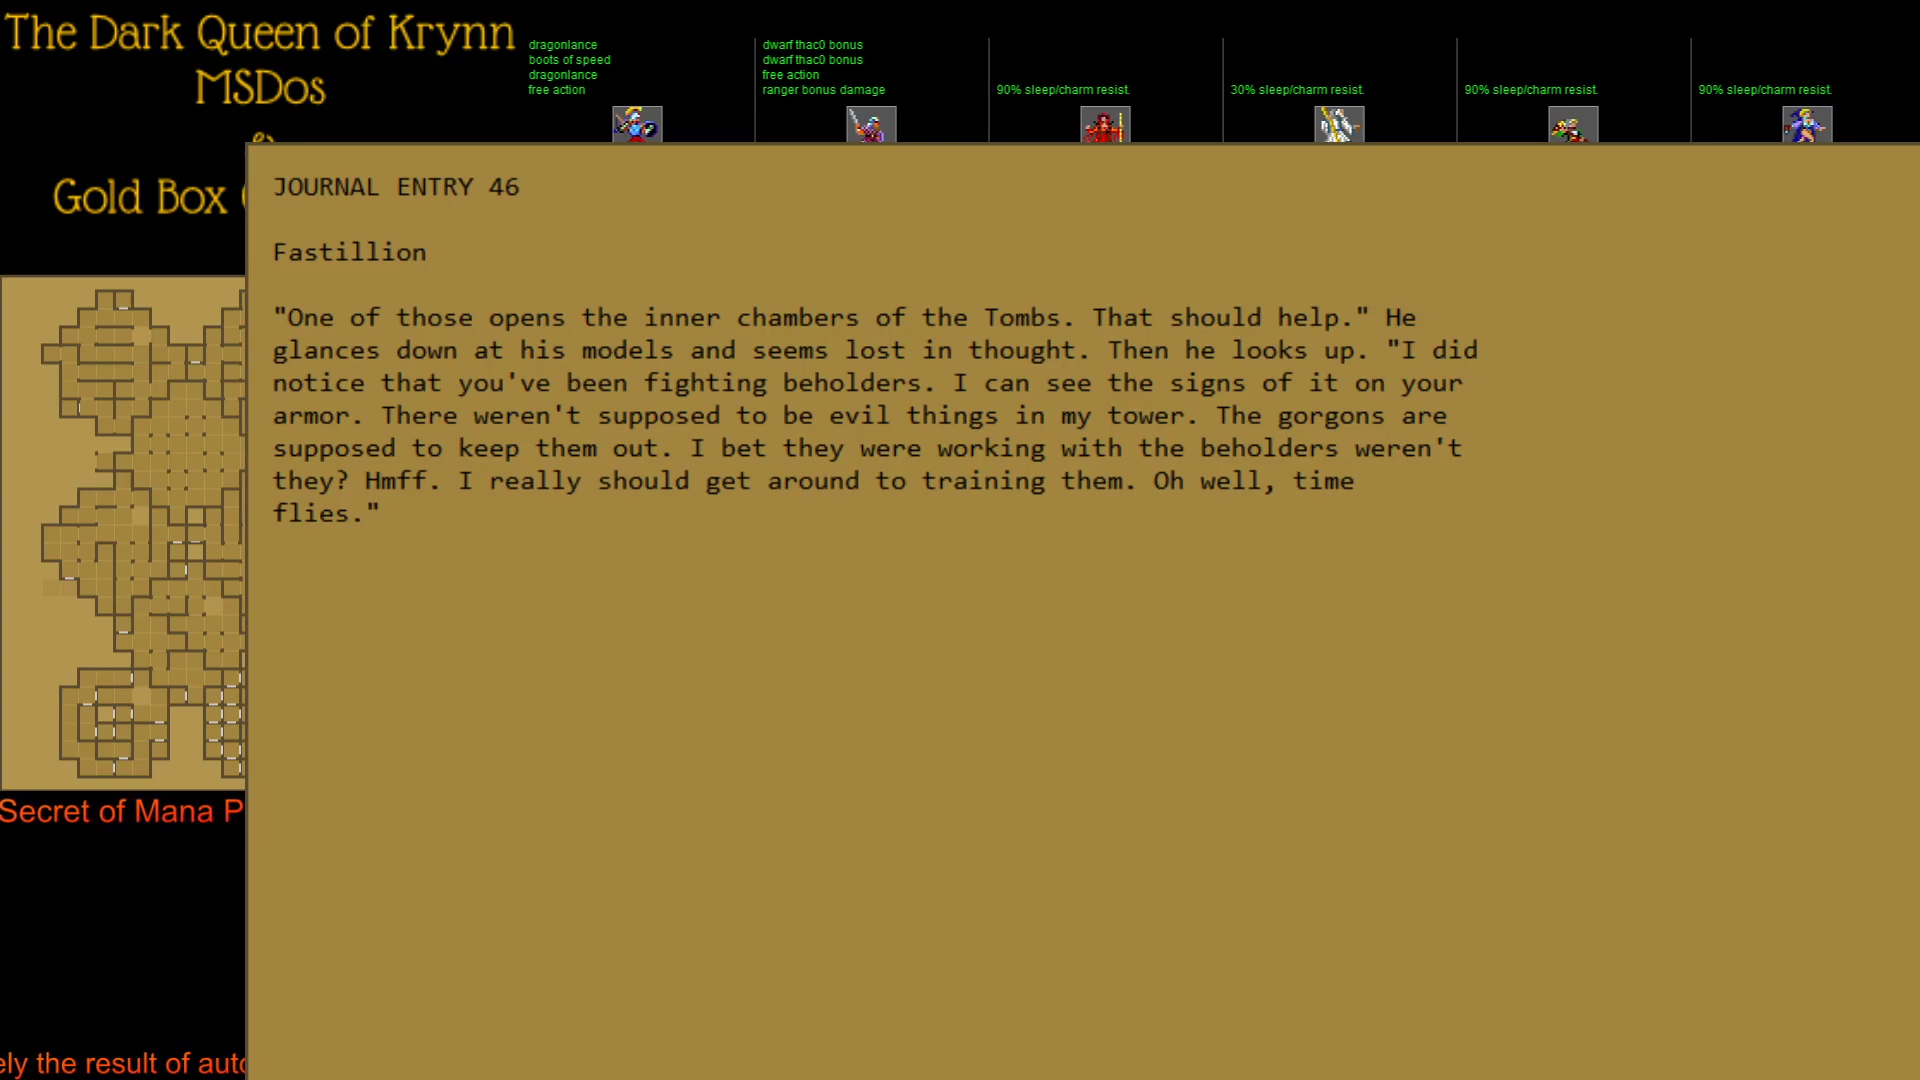 The Dark Queen of Krynn
MSDos
&
Gold Box
dragonlance
boots of speed
dragonlance
free action
dwarf thac0 bonus
dwarf thac0 bonus
free action
ranger bonus damage
90% sleep/charm resist.
30% sleep/charm resist.
90% sleep/charm resist.
90% sleep/charm resist.
JOURNAL ENTRY 46
Fastillion
"One of those opens the inner chambers of the Tombs. That should help." He
glances down at his models and seems lost in thought. Then he looks up. "I did
notice that you've been fighting beholders. I can see the signs of it on your
armor. There weren't supposed to be evil things in my tower. The gorgons are
supposed to keep them out. I bet they were working with the beholders weren't
they? Hmff. I really should get around to training them. Oh well, time
flies."
Secret of Mana P
ely the result of auto